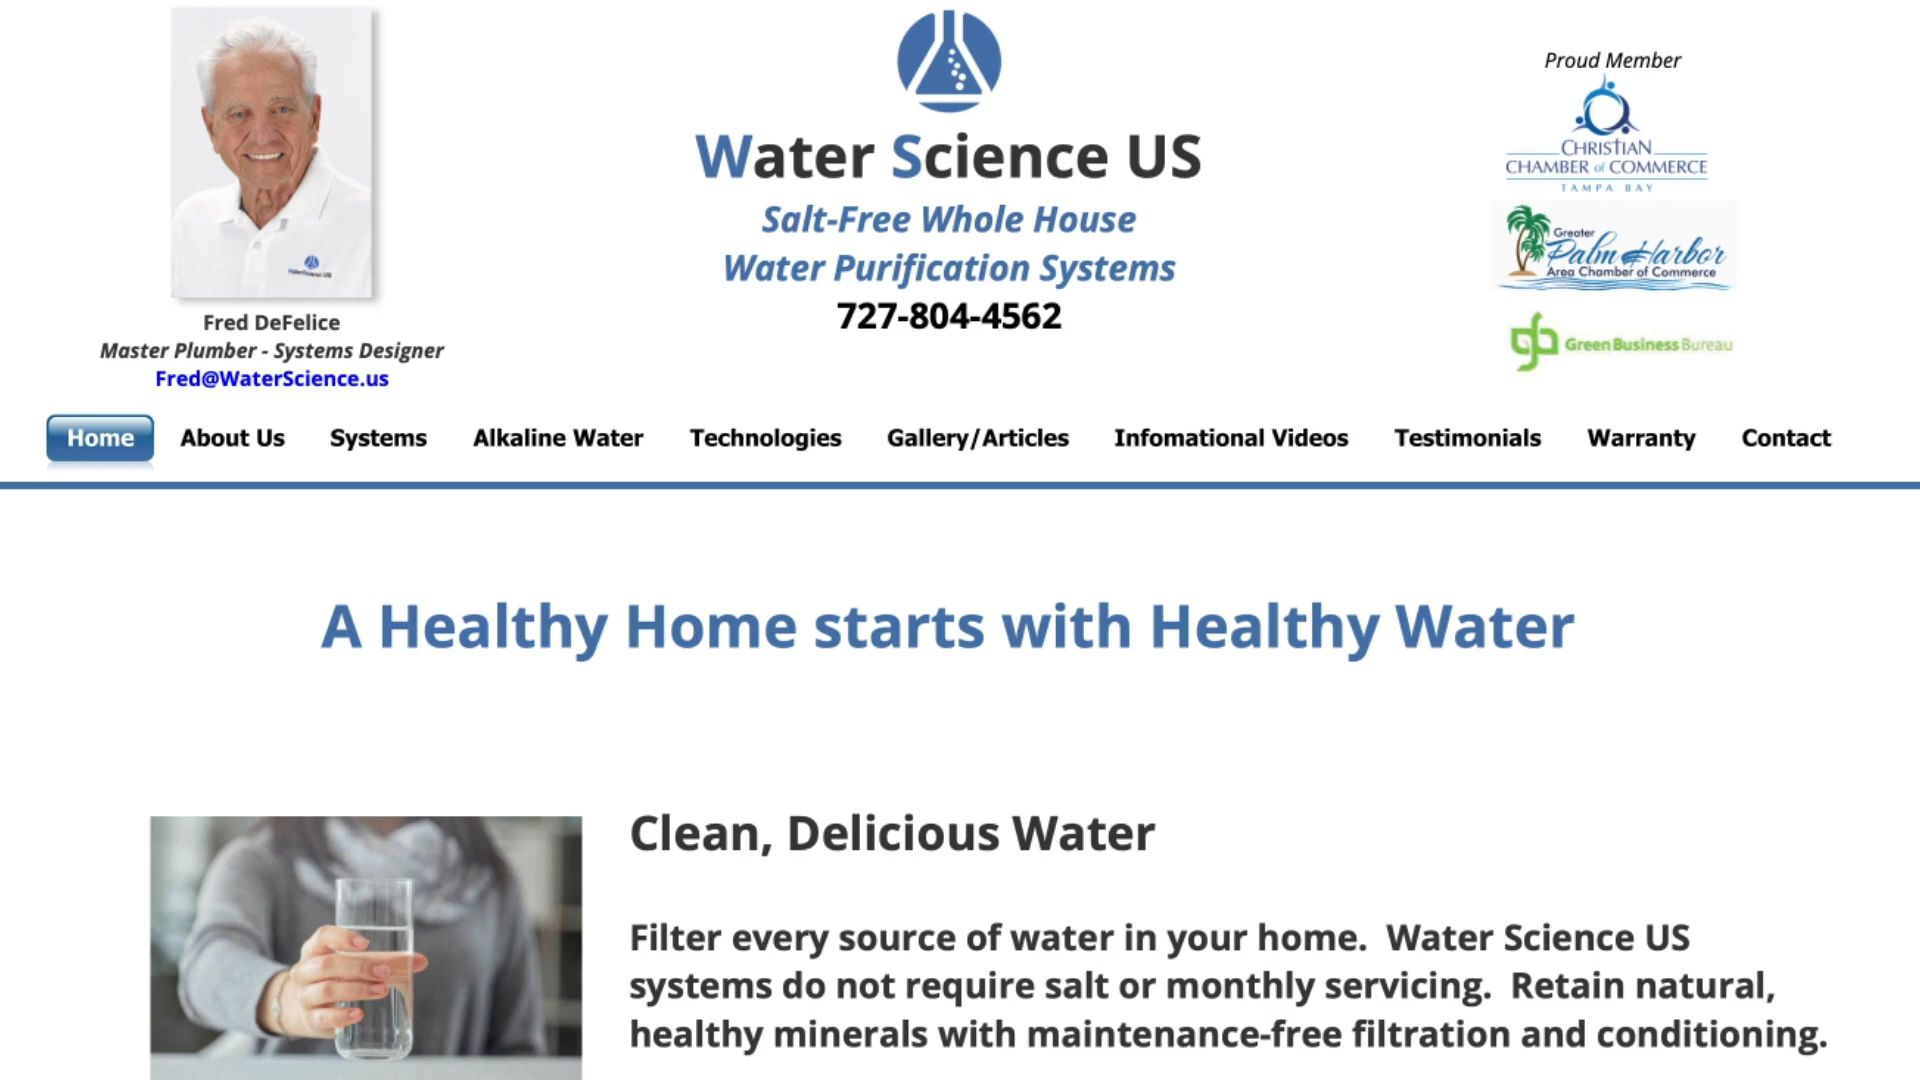 Fred DeFelice
Master Plumber - Systems Designer
Fred@WaterScience.us
Water Science US
Salt-Free Whole House
Water Purification Systems
727-804-4562
Proud Member
CHRISTIAN
CHAMBER of COMMERCE
TAMPA BAY
Greater
Palm Harbor
Area Chamber of Commerce
Green Business Bureau
Home About Us Systems Alkaline Water Technologies Gallery/Articles Infomational Videos Testimonials Warranty Contact
A Healthy Home starts with Healthy Water
Clean, Delicious Water
Filter every source of water in your home. Water Science US
systems do not require salt or monthly servicing. Retain natural,
healthy minerals with maintenance-free filtration and conditioning.